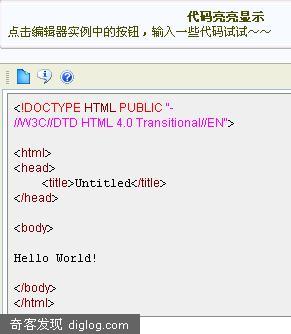 代码亮亮显示
点击编辑器实例中的按钮，输入一些代码试试～～
<!DOCTYPE HTML PUBLIC "-
//W3C//DTD HTML 4.0 Transitional//EN">
<html>
<head>
<title>Untitled</title>
</head>
<body>
Hello World!
</body>
</html>
奇客发现 diglog.com